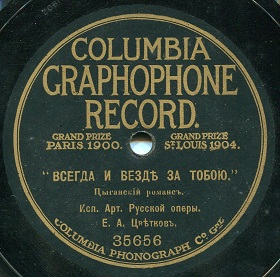 COLUMBIA
GRAPHOPHONE
RECORD.
GRAND PRIZE
PARIS.1900.
GRAND PRIZE
ST LOUIS 1904.
"ВСЕГДА И ВЕЗДѢ ЗА ТОБОЮ."
Цыганскій романсъ.
Исп. Арт. Русской оперы.
Е. А. Цвѣтковъ.
35656
COLUMBIA PHONOGRAPH Co. Genl